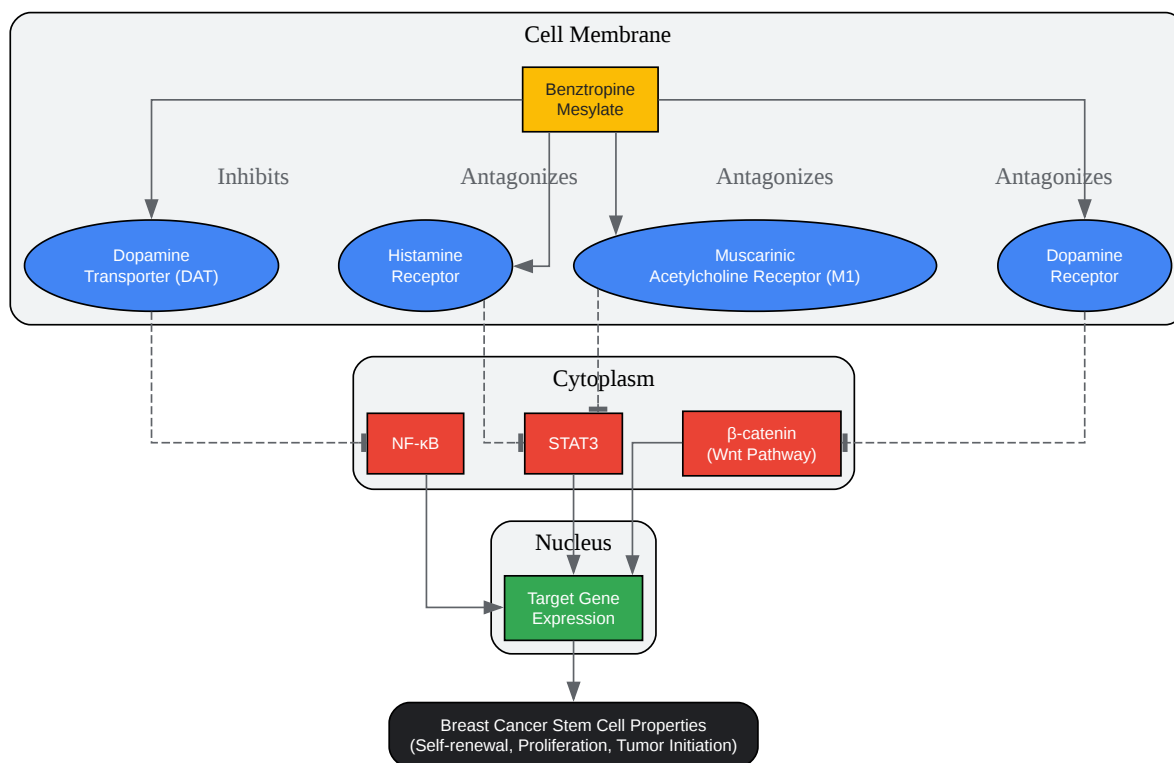 Cell Membrane
Benztropine
Mesylate
Inhibits
Antagonizes
Antagonizes
Antagonizes
Dopamine
Transporter (DAT)
Histamine
Receptor
Muscarinic
Acetylcholine Receptor (M1)
Dopamine
Receptor
Cytoplasm
NF-κB
STAT3
β-catenin
(Wnt Pathway)
Nucleus
Target Gene
Expression
Breast Cancer Stem Cell Properties
(Self-renewal, Proliferation, Tumor Initiation)